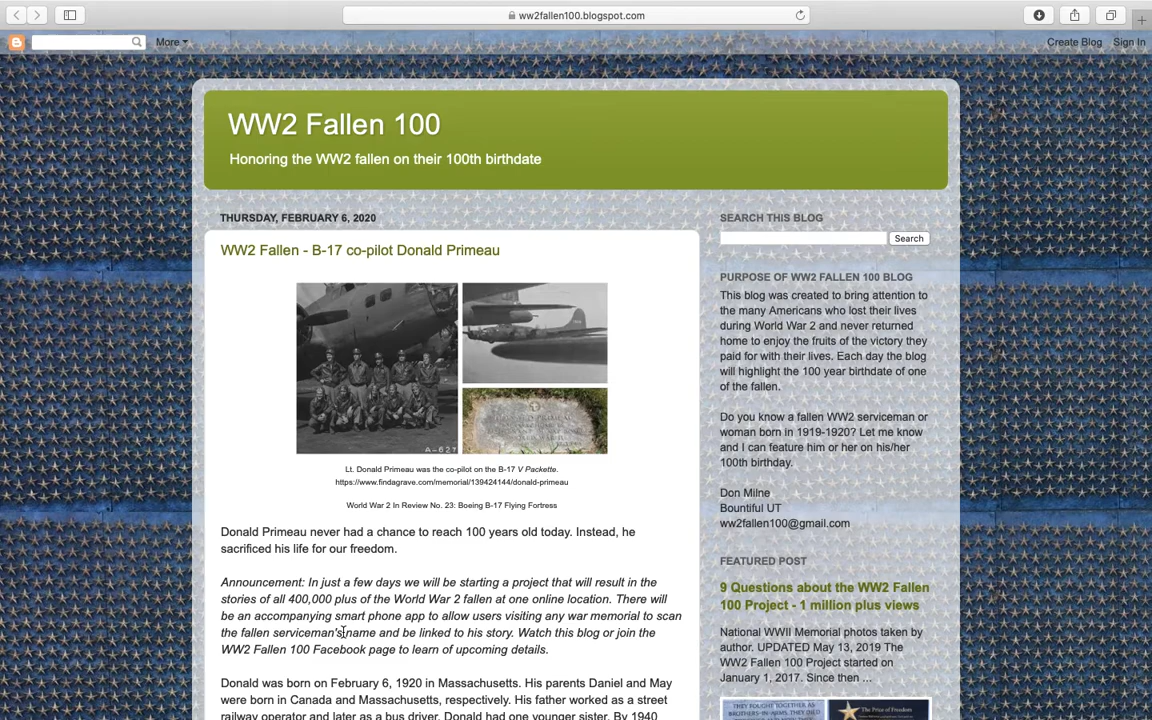 ww2fallen100.blogspot.com
More
Create Blog Sign In
WW2 Fallen 100
Honoring the WW2 fallen on their 100th birthdate
THURSDAY, FEBRUARY 6, 2020
WW2 Fallen - B-17 co-pilot Donald Primeau
A-627
Lt. Donald Primeau was the co-pilot on the B-17 V Packette.
https://www.findagrave.com/memorial/139424144/donald-primeau
World War 2 In Review No. 23: Boeing B-17 Flying Fortress
Donald Primeau never had a chance to reach 100 years old today. Instead, he
sacrificed his life for our freedom.
Announcement: In just a few days we will be starting a project that will result in the
stories of all 400,000 plus of the World War 2 fallen at one online location. There will
be an accompanying smart phone app to allow users visiting any war memorial to scan
the fallen serviceman's name and be linked to his story. Watch this blog or join the
WW2 Fallen 100 Facebook page to learn of upcoming details.
Donald was born on February 6, 1920 in Massachusetts. His parents Daniel and May
were born in Canada and Massachusetts, respectively. His father worked as a street
railway operator and later as a bus driver. Donald had one younger sister. By 1940
SEARCH THIS BLOG
Search
PURPOSE OF WW2 FALLEN 100 BLOG
This blog was created to bring attention to
the many Americans who lost their lives
during World War 2 and never returned
home to enjoy the fruits of the victory they
paid for with their lives. Each day the blog
will highlight the 100 year birthdate of one
of the fallen.
Do you know a fallen WW2 serviceman or
woman born in 1919-1920? Let me know
and I can feature him or her on his/her
100th birthday.
Don Milne
Bountiful UT
ww2fallen100@gmail.com
FEATURED POST
9 Questions about the WW2 Fallen
100 Project - 1 million plus views
National WWII Memorial photos taken by
author. UPDATED May 13, 2019 The
WW2 Fallen 100 Project started on
January 1, 2017. Since then ...
THEY FOUGHT TOGETHER AS
BROTHERS-IN-ARMS. THEY DIED
The Price of Freedom